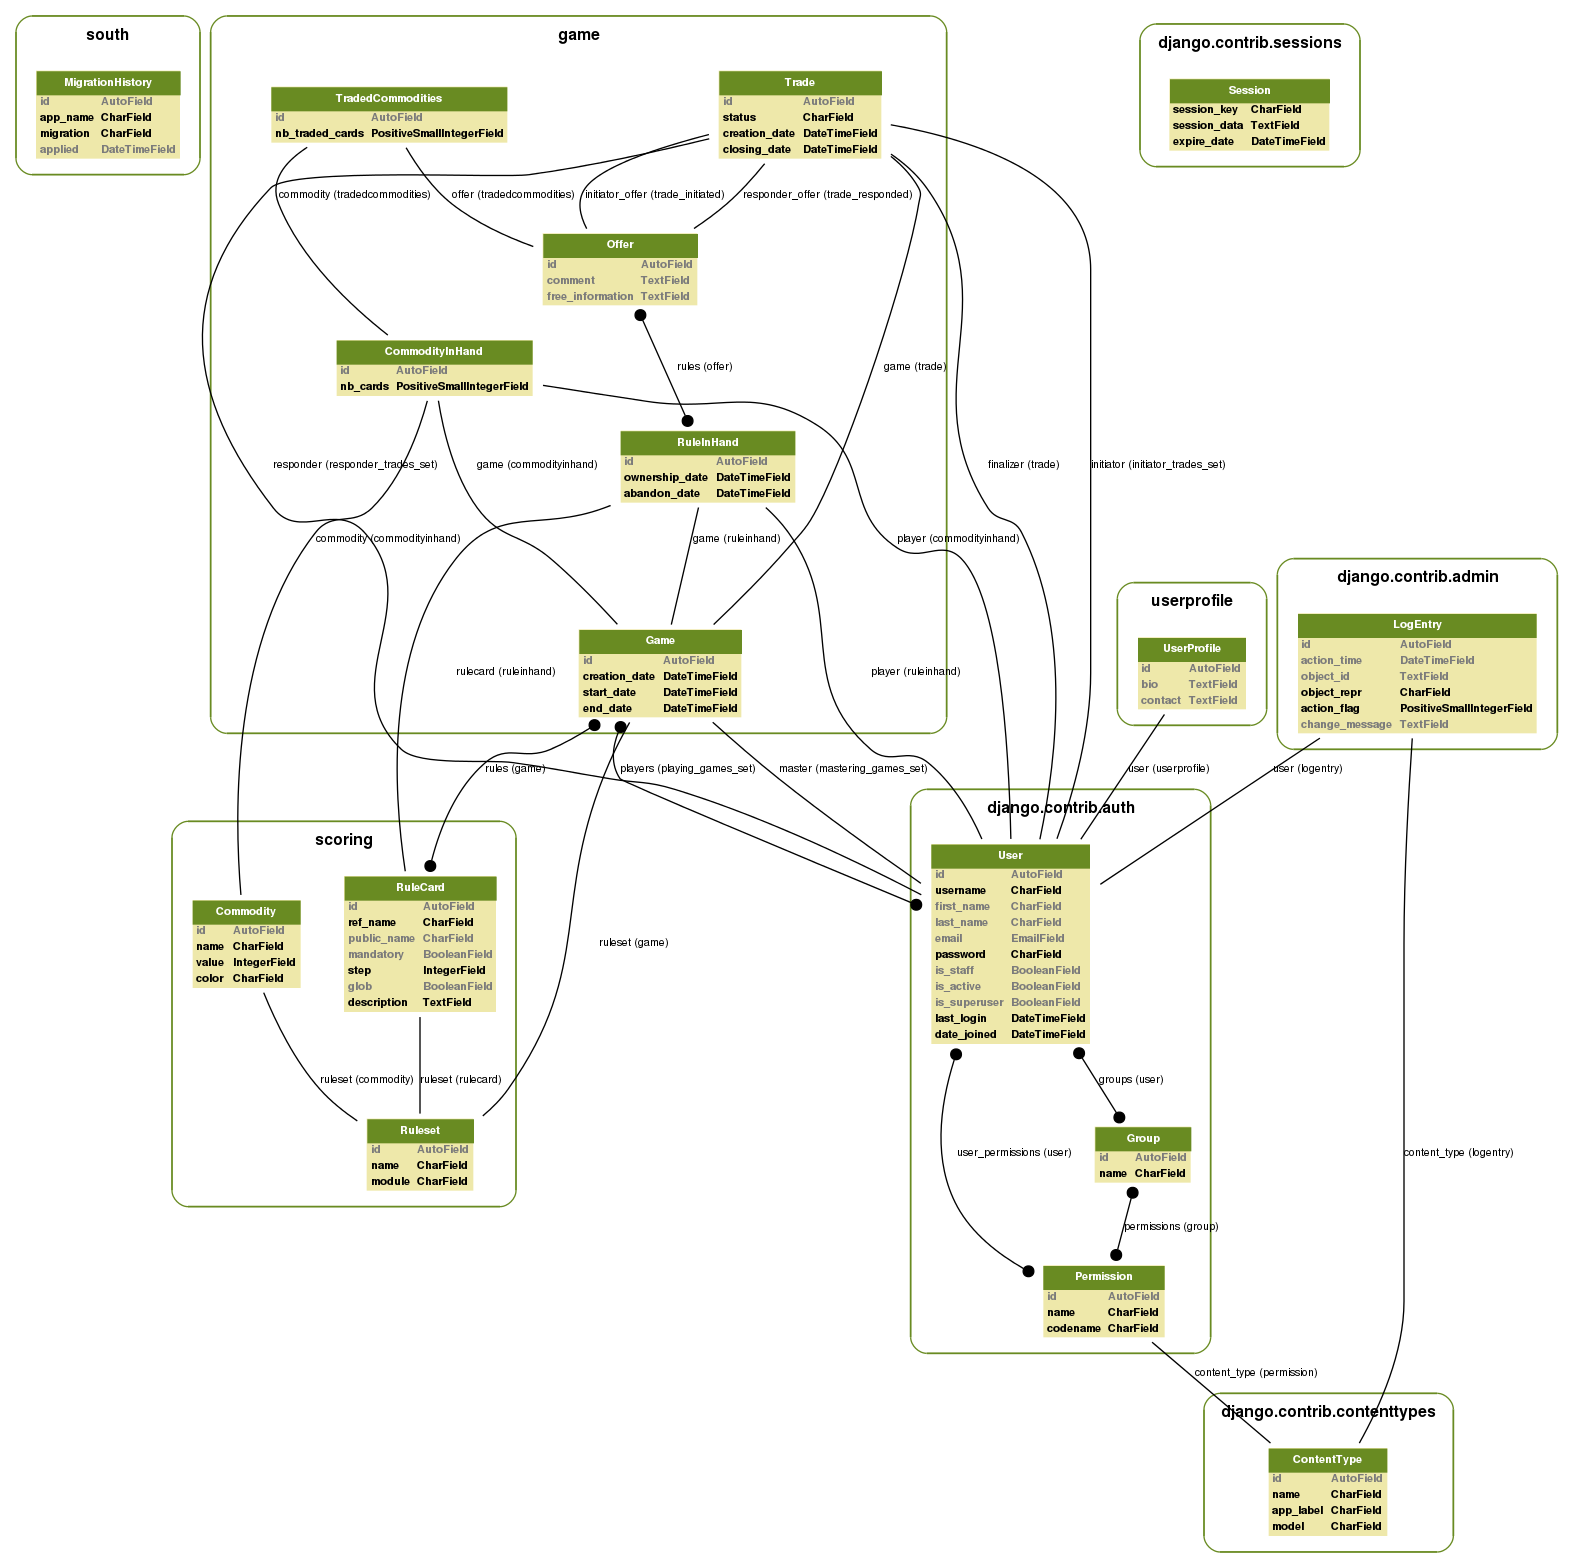 south
MigrationHistory
id AutoField
app_name CharField
migration CharField
applied DateTimeField
game
TradedCommodities
id AutoField
nb_traded_cards PositiveSmallIntegerField
Trade
id AutoField
status CharField
creation_date DateTimeField
closing_date DateTimeField
django.contrib.sessions
Session
session_key CharField
session_data TextField
expire_date DateTimeField
commodity (tradedcommodities)
offer (tradedcommodities)
initiator_offer (trade_initiated)
responder_offer (trade_responded)
Offer
id AutoField
comment TextField
free_information TextField
CommodityInHand
id AutoField
nb_cards PositiveSmallIntegerField
rules (offer)
game (trade)
RuleInHand
id AutoField
ownership_date DateTimeField
abandon_date DateTimeField
responder (responder_trades_set)
game (commodityinhand)
finalizer (trade)
initiator (initiator_trades_set)
commodity (commodityinhand)
game (ruleinhand)
player (commodityinhand)
Game
id AutoField
creation_date DateTimeField
start_date DateTimeField
end_date DateTimeField
rulecard (ruleinhand)
player (ruleinhand)
userprofile
UserProfile
id AutoField
bio TextField
contact TextField
django.contrib.admin
LogEntry
id AutoField
action_time DateTimeField
object_id TextField
object_repr CharField
action_flag PositiveSmallIntegerField
change_message TextField
rules (game)
players (playing_games_set)
master (mastering_games_set)
user (userprofile)
user (logentry)
scoring
Commodity
id AutoField
name CharField
value IntegerField
color CharField
RuleCard
id AutoField
ref_name CharField
public_name CharField
mandatory BooleanField
step IntegerField
glob BooleanField
description TextField
ruleset (game)
django.contrib.auth
User
id AutoField
username CharField
first_name CharField
last_name CharField
email EmailField
password CharField
is_staff BooleanField
is_active BooleanField
is_superuser BooleanField
last_login DateTimeField
date_joined DateTimeField
ruleset (commodity)
ruleset (rulecard)
groups (user)
Ruleset
id AutoField
name CharField
module CharField
user_permissions (user)
Group
id AutoField
name CharField
content_type (logentry)
permissions (group)
Permission
id AutoField
name CharField
codename CharField
content_type (permission)
django.contrib.contenttypes
ContentType
id AutoField
name CharField
app_label CharField
model CharField